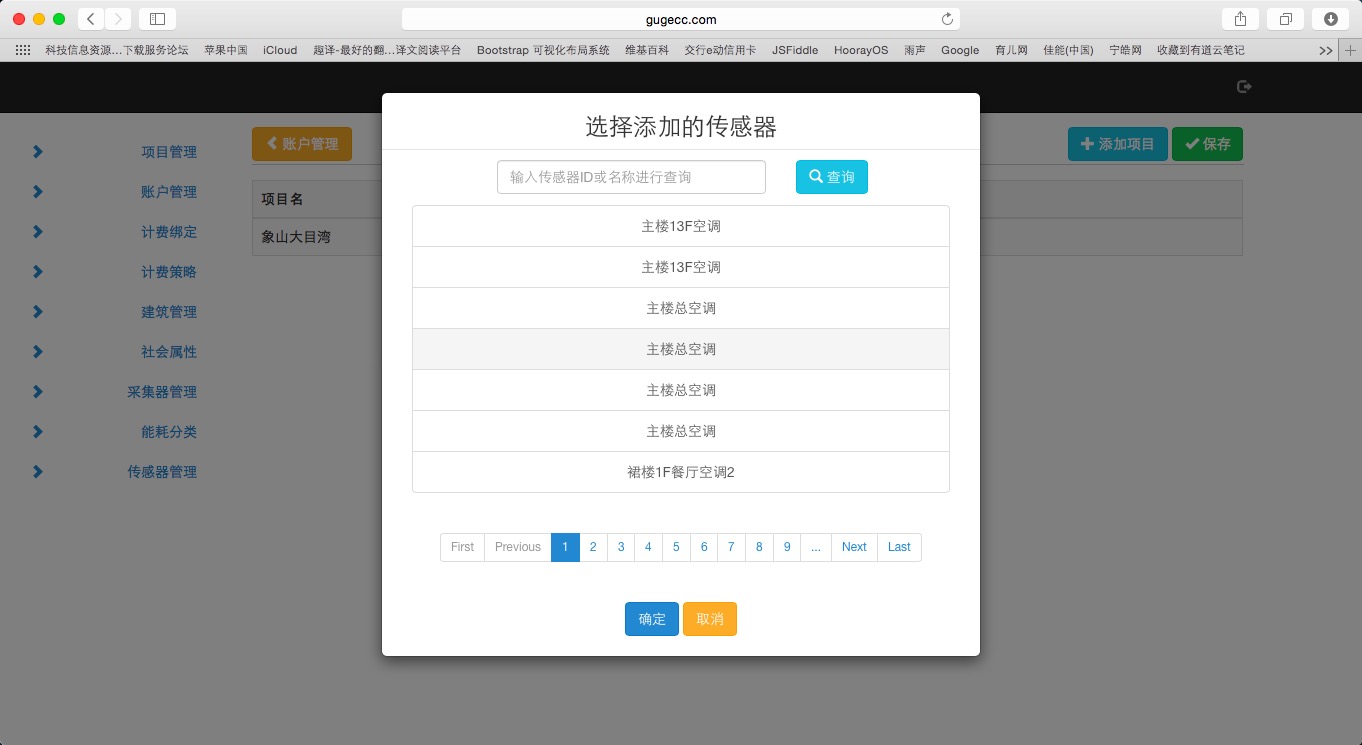 gugecc.com
科技信息资源...下载服务论坛 苹果中国 iCloud 趣译-最好的翻...译文阅读平台 Bootstrap 可视化布局系统 维基百科 交行e动信用卡 JSFiddle HoorayOS 雨声 Google 育儿网 佳能(中国) 宁皓网 收藏到有道云笔记 >>
选择添加的传感器
项目管理
账户管理
计费绑定
计费策略
建筑管理
社会属性
采集器管理
能耗分类
传感器管理
账户管理
添加项目 保存
项目名
象山大目湾
输入传感器ID或名称进行查询 查询
主楼13F空调
主楼13F空调
主楼总空调
主楼总空调
主楼总空调
主楼总空调
裙楼1F餐厅空调2
First Previous 1 2 3 4 5 6 7 8 9 ... Next Last
确定 取消